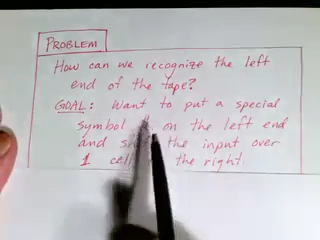 PROBLEM
How can we recognize the left
end of the tape?
GOAL: Want to put a special
symbol on the left end
and the input over
1 cell the right